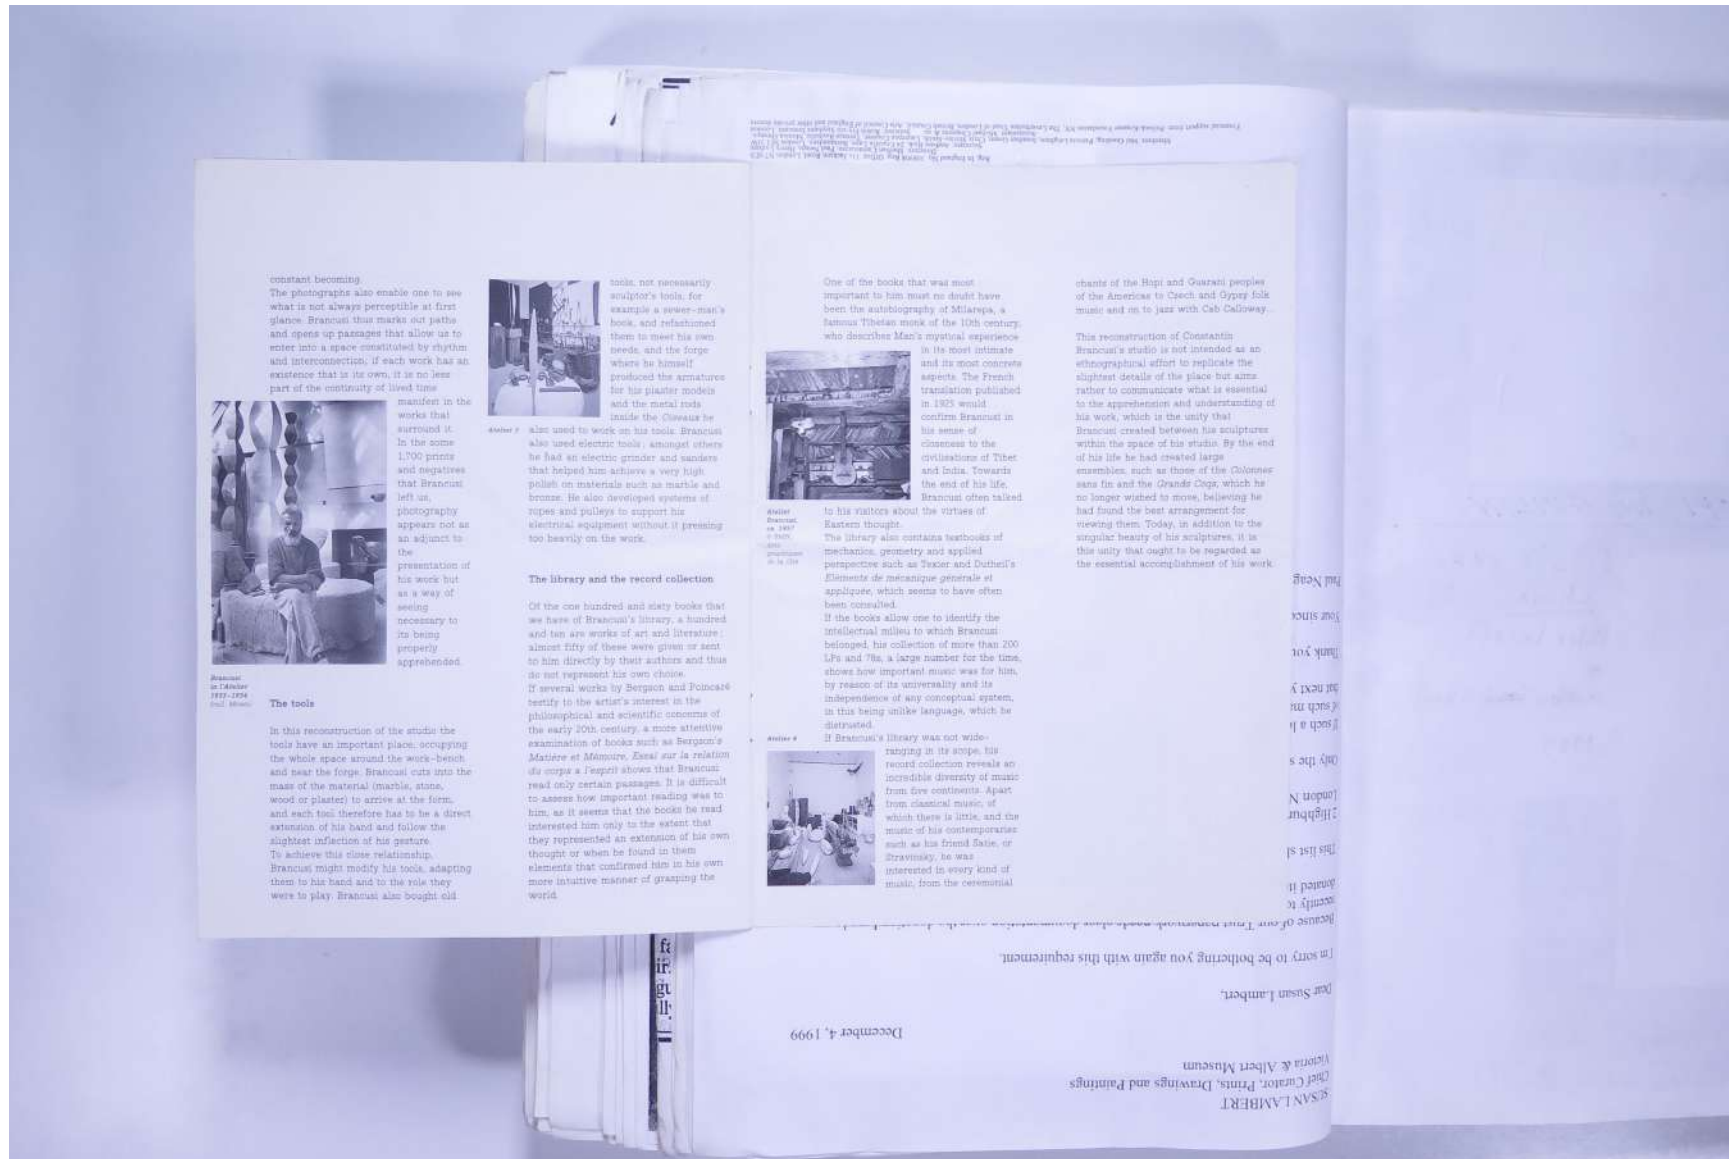 constant becoming.
The photographs also enable one to see
what is not always perceptible at first
glance. Brancusi thus marks out paths
and opens up passages that allow us to
enter into a space constituted by rhythm
and interconnection; if each work has an
existence that is its own, it is no less
part of the continuity of lived time
manifest in the
works that
surround it.
In the some
1,700 prints
and negatives
that Brancusi
left us,
photography
appears not as
an adjunct to
the
presentation of
his work but
as a way of
seeing
necessary to
its being
properly
apprehended.
Brancusi
in l'Atelier
1933-1934
The tools
In this reconstruction of the studio the
tools have an important place, occupying
the whole space around the work-bench
and near the forge. Brancusi cuts into the
mass of the material (marble, stone,
wood or plaster) to arrive at the form,
and each tool therefore has to be a direct
extension of his hand and follow the
slightest inflection of his gesture.
To achieve this close relationship,
Brancusi might modify his tools, adapting
them to his hand and to the role they
were to play. Brancusi also bought old
tools, not necessarily
sculptor's tools, for
example a sewer-man's
hook, and refashioned
them to meet his own
needs, and the forge
where he himself
produced the armatures
for his plaster models
and the metal rods
inside the Oiseaux he
Atelier 2
also used to work on his tools. Brancusi
also used electric tools; amongst others
he had an electric grinder and sanders
that helped him achieve a very high
polish on materials such as marble and
bronze. He also developed systems of
ropes and pulleys to support his
electrical equipment without it pressing
too heavily on the work.
The library and the record collection
Of the one hundred and sixty books that
we have of Brancusi's library, a hundred
and ten are works of art and literature;
almost fifty of these were given or sent
to him directly by their authors and thus
do not represent his own choice.
If several works by Bergson and Poincaré
testify to the artist's interest in the
philosophical and scientific concerns of
the early 20th century, a more attentive
examination of books such as Bergson's
Matière et Mémoire, Essai sur la relation
du corps a l'esprit shows that Brancusi
read only certain passages. It is difficult
to assess how important reading was to
him, as it seems that the books he read
interested him only to the extent that
they represented an extension of his own
thought or when he found in them
elements that confirmed him in his own
more intuitive manner of grasping the
world.
One of the books that was most
important to him must no doubt have
been the autobiography of Milarepa, a
famous Tibetan monk of the 10th century,
who describes Man's mystical experience
in its most intimate
and its most concrete
aspects. The French
translation published
in 1925 would
confirm Brancusi in
his sense of
closeness to the
civilisations of Tibet
and India. Towards
the end of his life,
Brancusi often talked
Atelier
Brancusi,
ca. 1957
to his visitors about the virtues of
Eastern thought.
The library also contains textbooks of
mechanics, geometry and applied
perspective such as Texier and Dutheil's
Eléments de mécanique générale et
appliquée, which seems to have often
been consulted.
If the books allow one to identify the
intellectual milieu to which Brancusi
belonged, his collection of more than 200
LPs and 78s, a large number for the time,
shows how important music was for him,
by reason of its universality and its
independence of any conceptual system,
in this being unlike language, which he
distrusted.
If Brancusi's library was not wide-
ranging in its scope, his
record collection reveals an
incredible diversity of music
from five continents. Apart
from classical music, of
which there is little, and the
music of his contemporaries
such as his friend Satie, or
Stravinsky, he was
interested in every kind of
music, from the ceremonial
chants of the Hopi and Guarani peoples
of the Americas to Czech and Gypsy folk
music and on to jazz with Cab Calloway...
This reconstruction of Constantin
Brancusi's studio is not intended as an
ethnographical effort to replicate the
slightest details of the place but aims
rather to communicate what is essential
to the apprehension and understanding of
his work, which is the unity that
Brancusi created between his sculptures
within the space of his studio. By the end
of his life he had created large
ensembles, such as those of the Colonnes
sans fin and the Grands Coqs, which he
no longer wished to move, believing he
had found the best arrangement for
viewing them. Today, in addition to the
singular beauty of his sculptures, it is
this unity that ought to be regarded as
the essential accomplishment of his work.
SUSAN LAMBERT
Chief Curator, Prints, Drawings and Paintings
Victoria & Albert Museum
December 4, 1999
Dear Susan Lambert,
I'm sorry to be bothering you again with this requirement.
Because of our Trust
recently to
donated
This list
London N
Only the
If such a
of such
that next
Thank you
Paul Neag